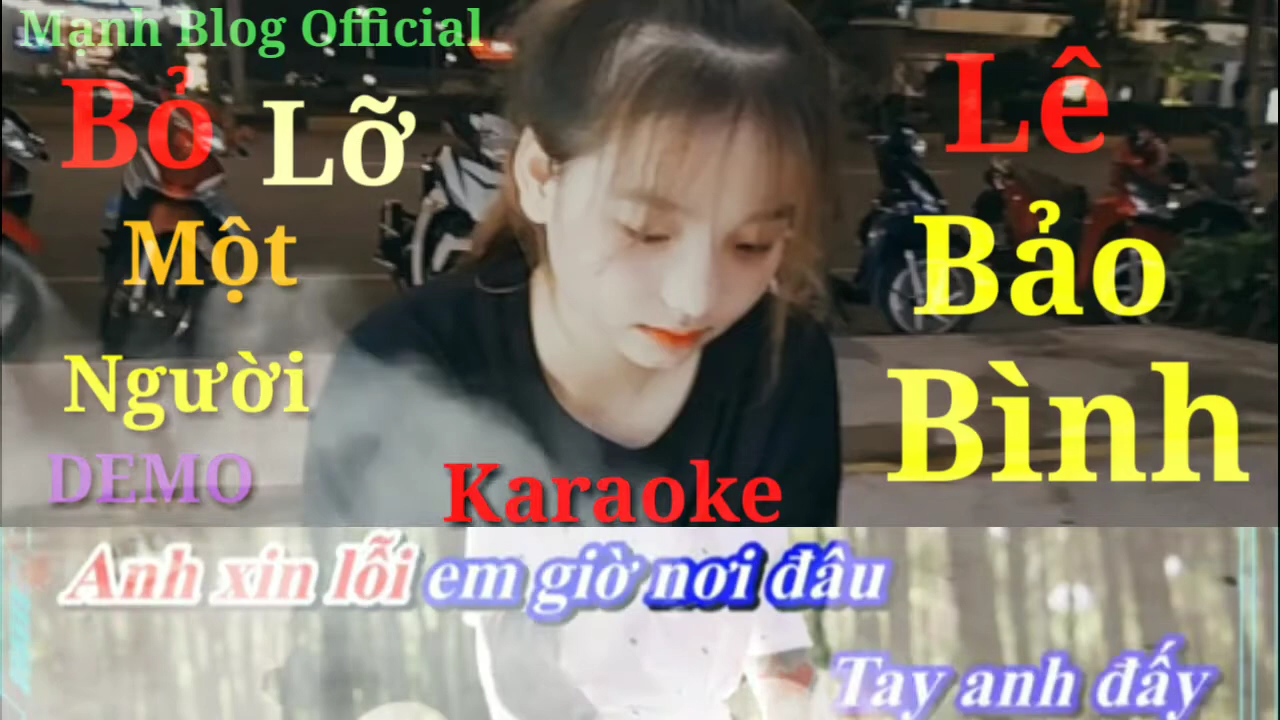 Manh Blog Official
Bỏ Lỡ
Một
Người
DEMO
Lê
Bảo
Bình
Karaoke
Anh xin lỗi em giờ nơi đâu
Tay anh đấy